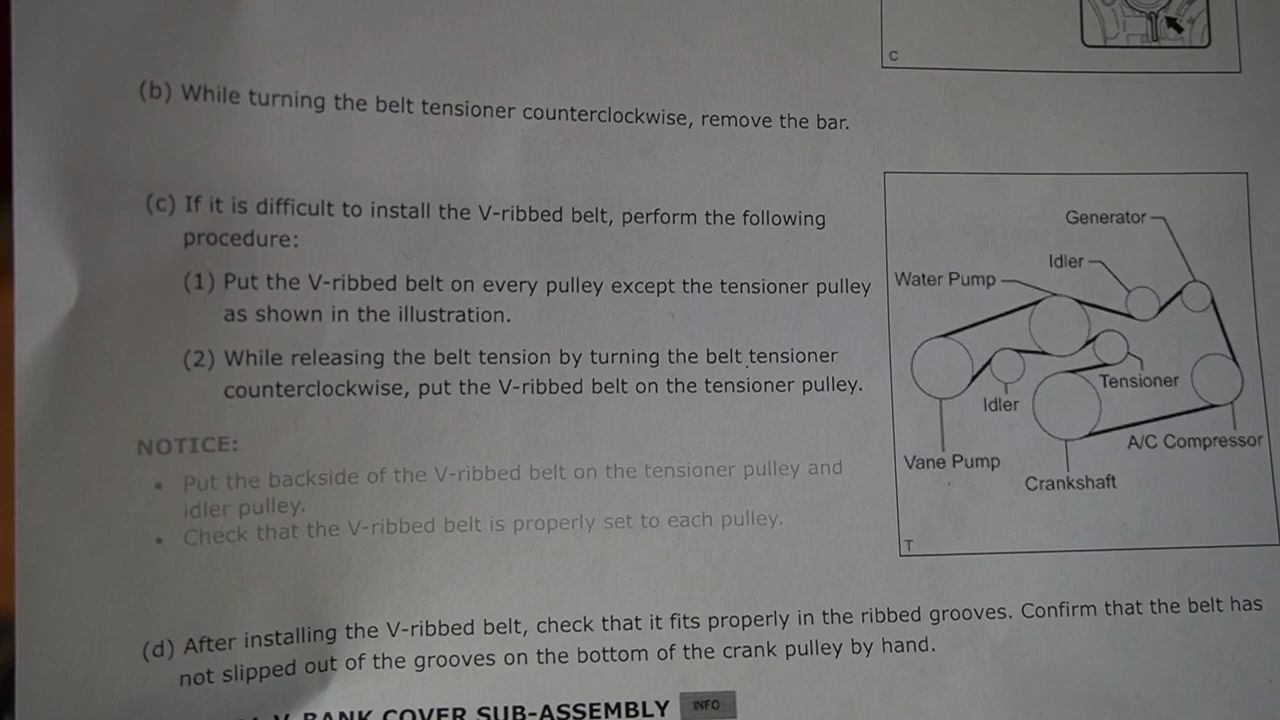 C
(b) While turning the belt tensioner counterclockwise, remove the bar.
(c) If it is difficult to install the V-ribbed belt, perform the following
procedure:
(1) Put the V-ribbed belt on every pulley except the tensioner pulley
as shown in the illustration.
(2) While releasing the belt tension by turning the belt tensioner
counterclockwise, put the V-ribbed belt on the tensioner pulley.
NOTICE:
• Put the backside of the V-ribbed belt on the tensioner pulley and
idler pulley.
• Check that the V-ribbed belt is properly set to each pulley.
Generator
Idler
Water Pump
Tensioner
Idler
A/C Compressor
Vane Pump
Crankshaft
T
(d) After installing the V-ribbed belt, check that it fits properly in the ribbed grooves. Confirm that the belt has
not slipped out of the grooves on the bottom of the crank pulley by hand.
BANK COVER SUB-ASSEMBLY INFO